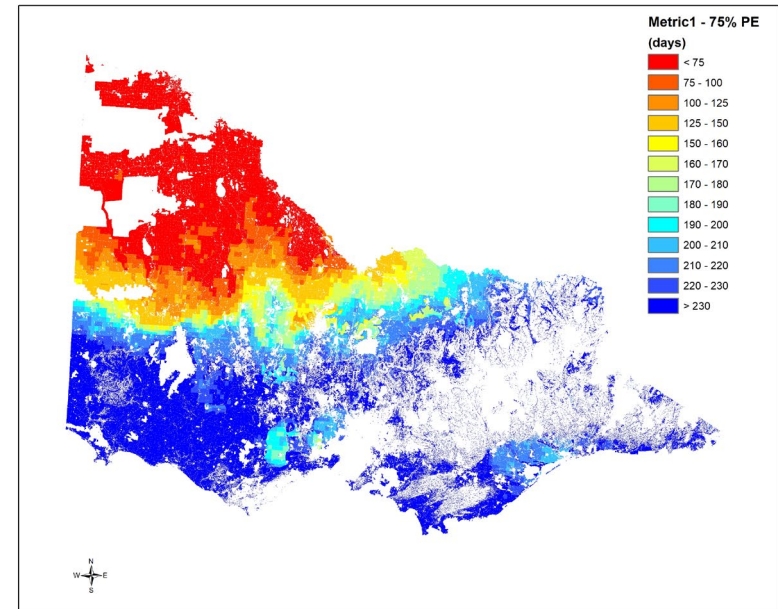 Metric1 - 75% PE
(days)
< 75
75 - 100
100 - 125
125 - 150
150 - 160
160 - 170
170 - 180
180 - 190
190 - 200
200 - 210
210 - 220
220 - 230
> 230
N
W E
S